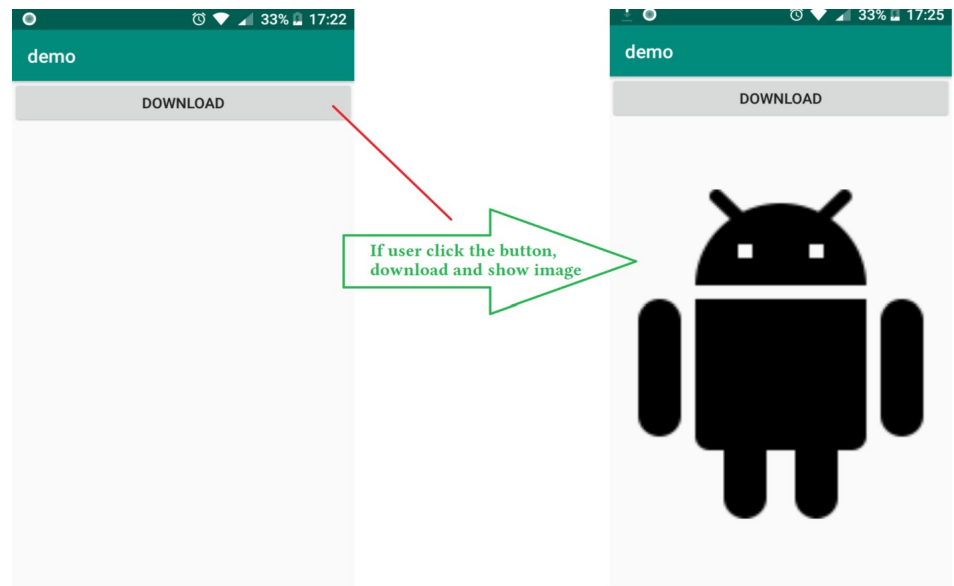 33% 17:22
demo
DOWNLOAD
If user click the button,
download and show image
33% 17:25
demo
DOWNLOAD